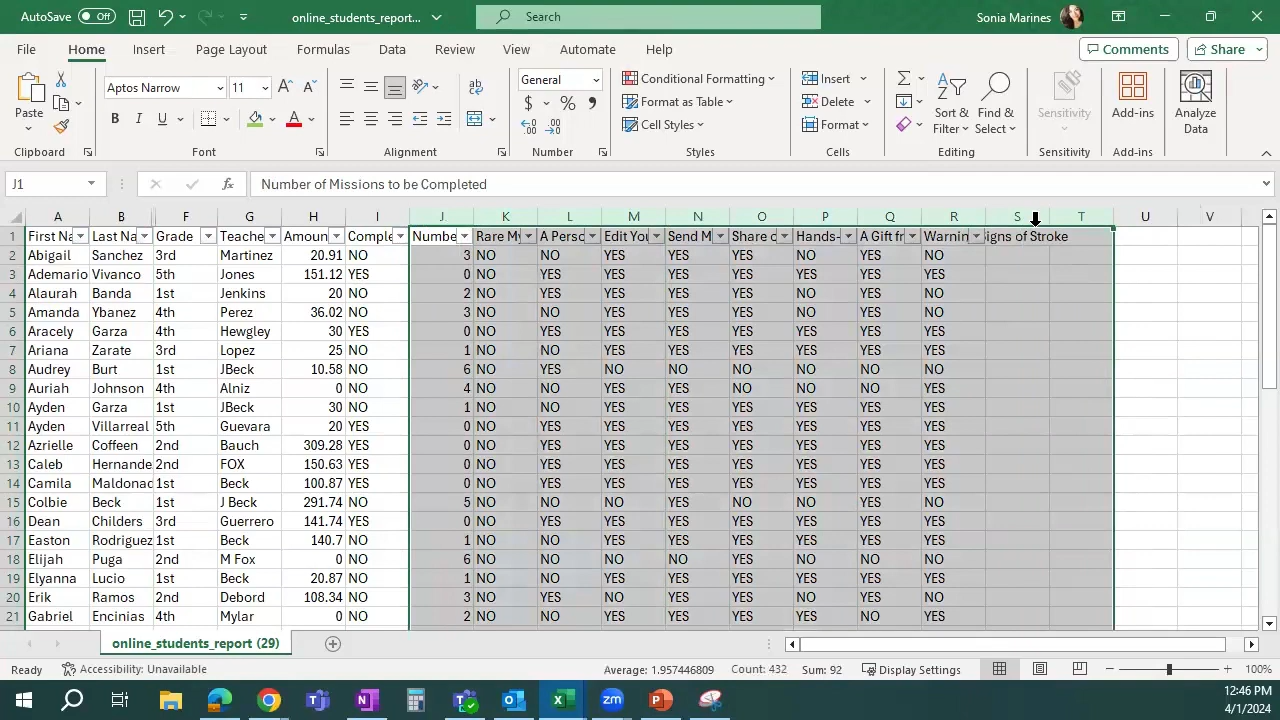 AutoSave Off online_students_report... Search Sonia Marines
File Home Insert Page Layout Formulas Data Review View Automate Help Comments Share
Paste Aptos Narrow 11 General Conditional Formatting Insert Sort & Find & Sensitivity Add-ins Analyze
Format as Table Delete Filter Select Data
B I U Cell Styles Format
Clipboard Font Alignment Number Styles Cells Editing Sensitivity Add-ins
J1 fx Number of Missions to be Completed
A B F G H I J K L M N O P Q R S T U V
1 First Na Last Na Grade Teache Amoun Comple Numbe Rare My A Perso Edit You Send M Share o Hands- A Gift fr Warnin igns of Stroke
2 Abigail Sanchez 3rd Martinez 20.91 NO 3 NO NO YES YES YES NO YES NO
3 Ademario Vivanco 5th Jones 151.12 YES 0 NO YES YES YES YES YES YES YES
4 Alaurah Banda 1st Jenkins 20 NO 2 NO YES YES YES YES NO YES NO
5 Amanda Ybanez 4th Perez 36.02 NO 3 NO NO YES YES YES NO YES NO
6 Aracely Garza 4th Hewgley 30 YES 0 NO YES YES YES YES YES YES YES
7 Ariana Zarate 3rd Lopez 25 NO 1 NO NO YES YES YES YES YES YES
8 Audrey Burt 1st JBeck 10.58 NO 6 NO YES NO NO NO NO NO NO
9 Auriah Johnson 4th Alniz 0 NO 4 NO NO YES YES NO NO NO YES
10 Ayden Garza 1st JBeck 30 NO 1 NO NO YES YES YES YES YES YES
11 Ayden Villarreal 5th Guevara 20 YES 0 NO YES YES YES YES YES YES YES
12 Azrielle Coffeen 2nd Bauch 309.28 YES 0 NO YES YES YES YES YES YES YES
13 Caleb Hernande 2nd FOX 150.63 YES 0 NO YES YES YES YES YES YES YES
14 Camila Maldonad 1st Beck 100.87 YES 0 NO YES YES YES YES YES YES YES
15 Colbie Beck 1st J Beck 291.74 NO 5 NO NO NO YES NO NO YES YES
16 Dean Childers 3rd Guerrero 141.74 YES 0 NO YES YES YES YES YES YES YES
17 Easton Rodriguez 1st Beck 140.7 NO 1 NO NO YES YES YES YES YES YES
18 Elijah Puga 2nd M Fox 0 NO 6 NO NO NO NO YES NO NO NO
19 Elyanna Lucio 1st Beck 20.87 NO 1 NO NO YES YES YES YES YES YES
20 Erik Ramos 2nd Debord 108.34 NO 3 NO YES NO YES YES NO YES NO
21 Gabriel Encinias 4th Mylar 0 NO 2 NO NO YES YES YES YES NO YES
online_students_report (29)
Ready Accessibility: Unavailable Average: 1.957446809 Count: 432 Sum: 92 Display Settings 100%
12:46 PM
4/1/2024